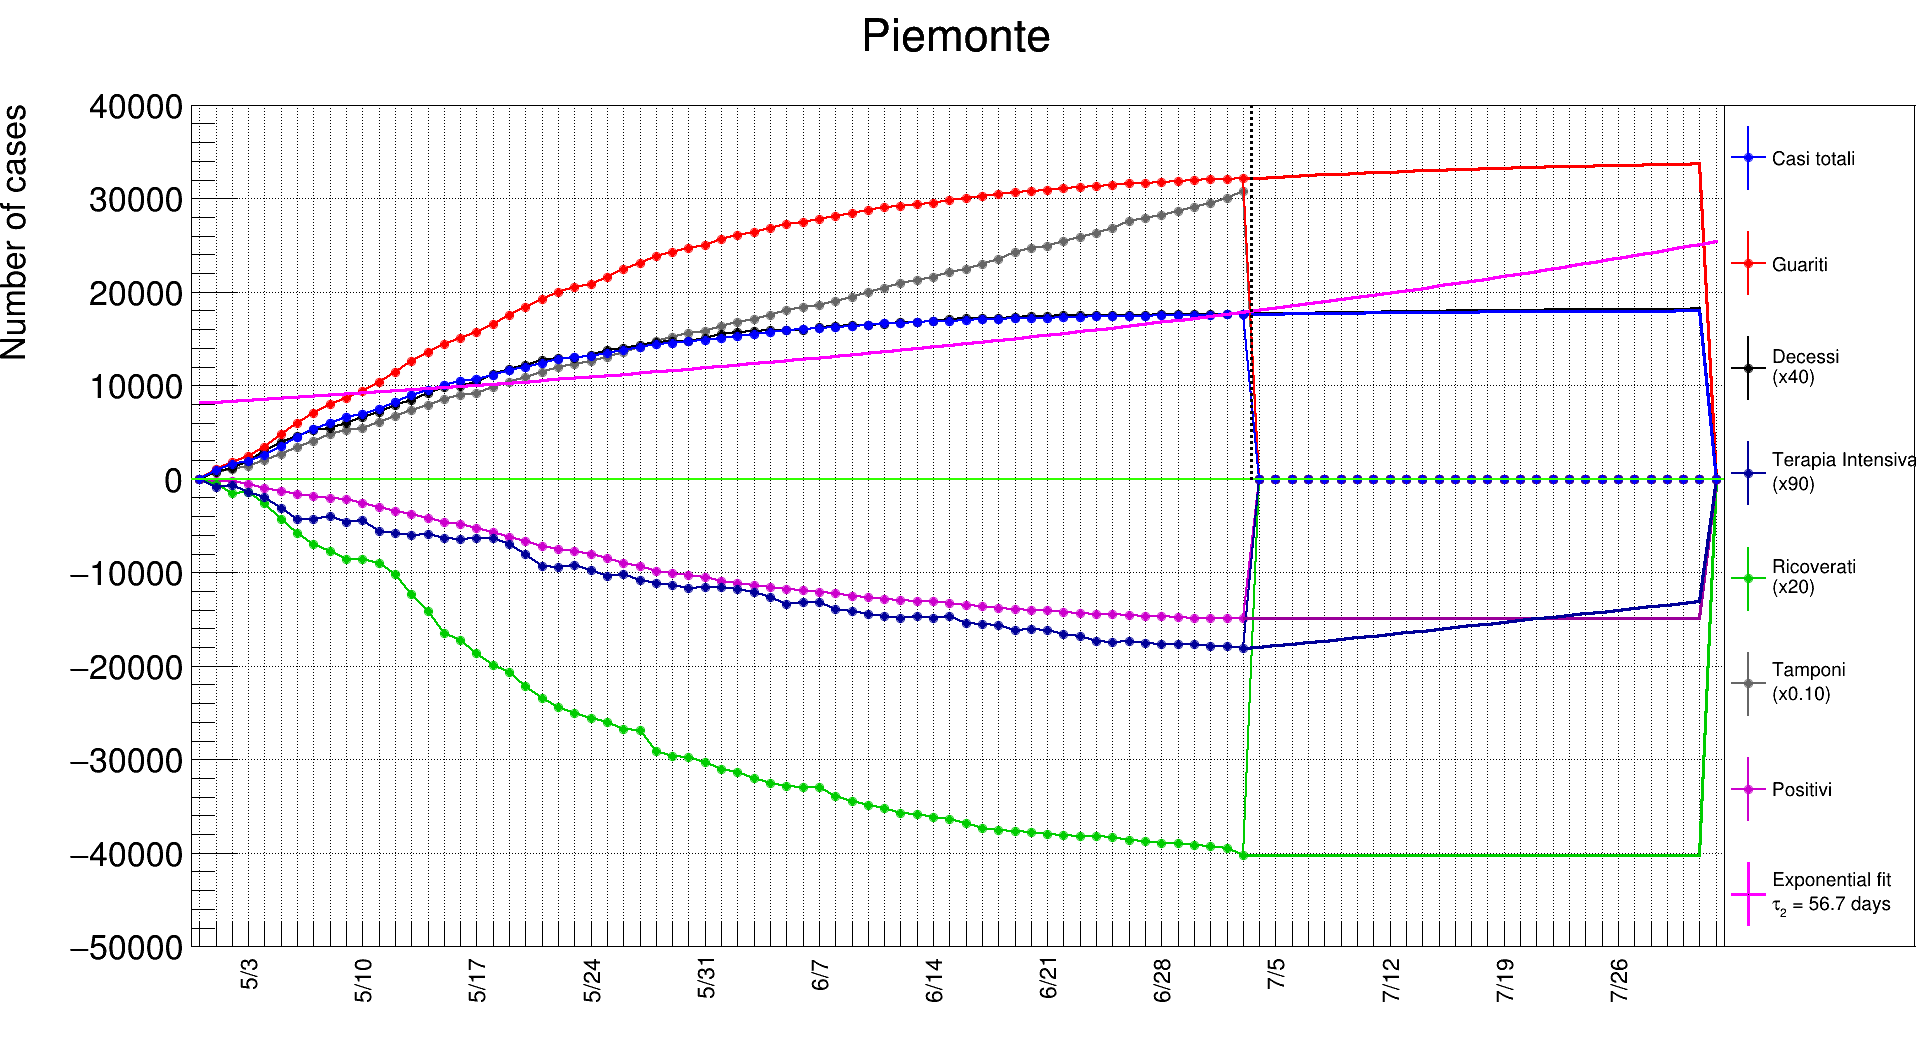 Piemonte
Number of cases
40000
30000
20000
10000
0
−10000
−20000
−30000
−40000
−50000
5/3
5/10
5/17
5/24
5/31
6/7
6/14
6/21
6/28
7/5
7/12
7/19
7/26
Casi totali
Guariti
Decessi
(x40)
Terapia Intensiva
(x90)
Ricoverati
(x20)
Tamponi
(x0.10)
Positivi
Exponential fit
τ2 = 56.7 days